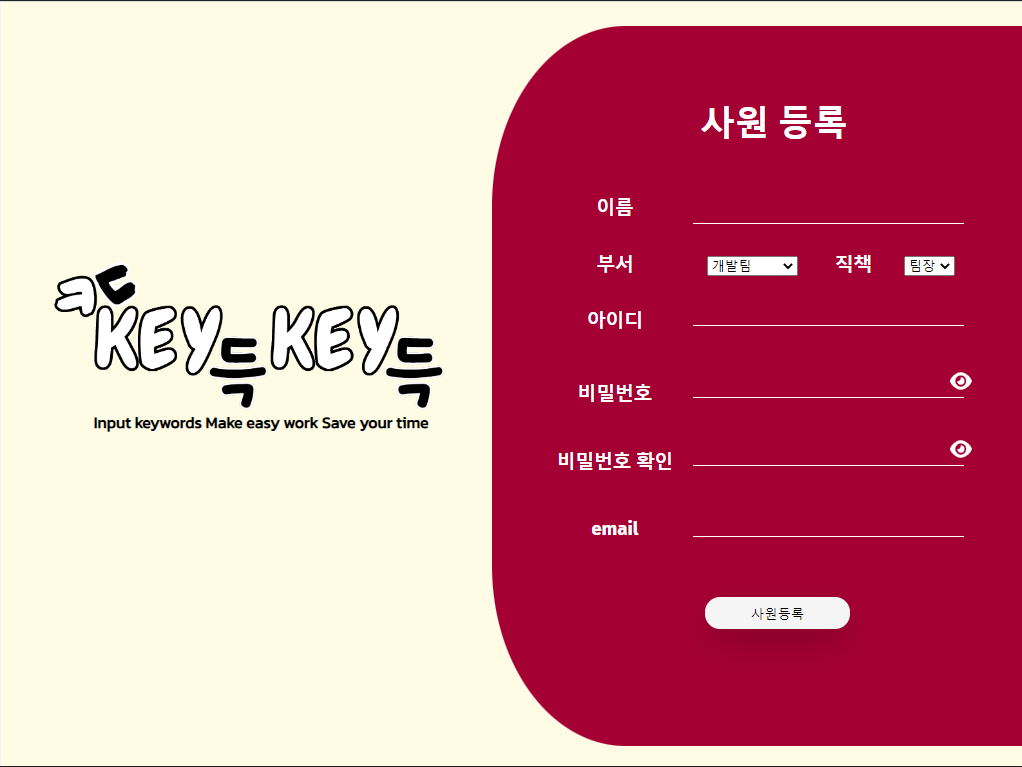 ㅋㄷ
KEY득KEY득
Input keywords Make easy work Save your time
사원 등록
이름
부서 개발팀 직책 팀장
아이디
비밀번호
비밀번호 확인
email
사원등록